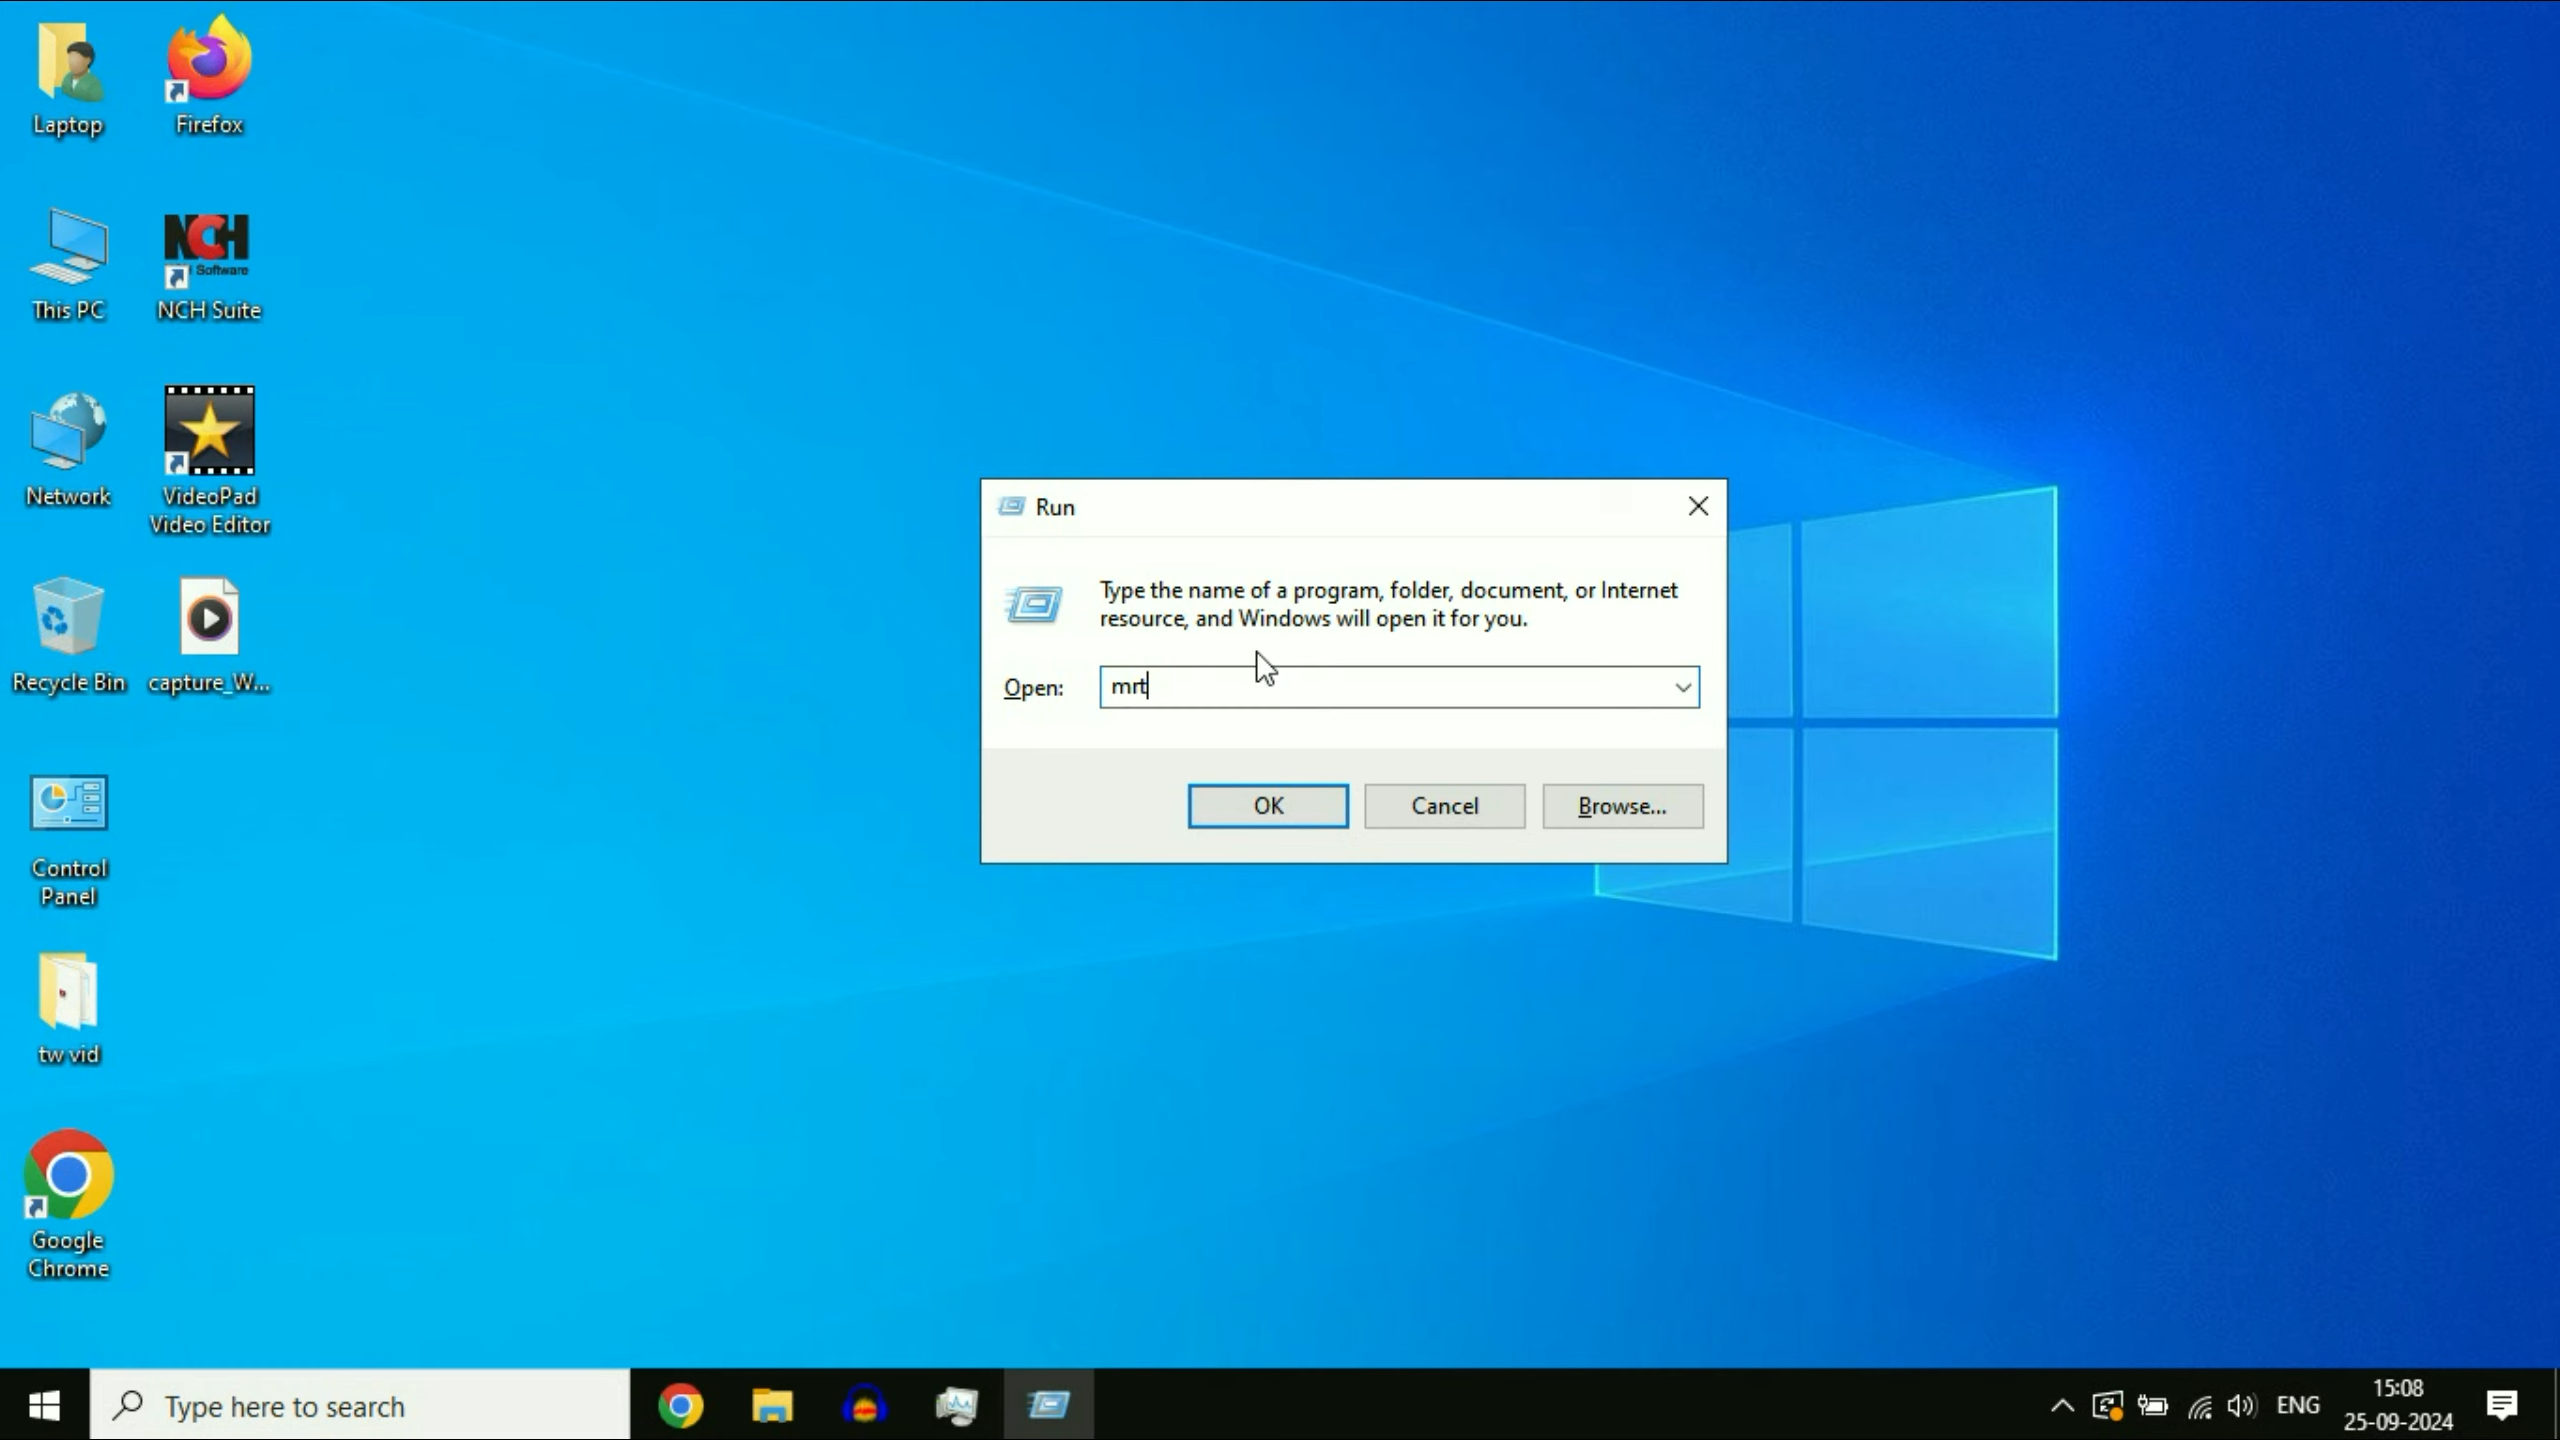 Laptop
Firefox
This PC
NCH
Software
NCH Suite
Network
VideoPad
Video Editor
Recycle Bin
capture_W...
Control
Panel
tw vid
Google
Chrome
Run
Type the name of a program, folder, document, or Internet
resource, and Windows will open it for you.
Open:
mrt
OK
Cancel
Browse...
Type here to search
ENG
15:08
25-09-2024